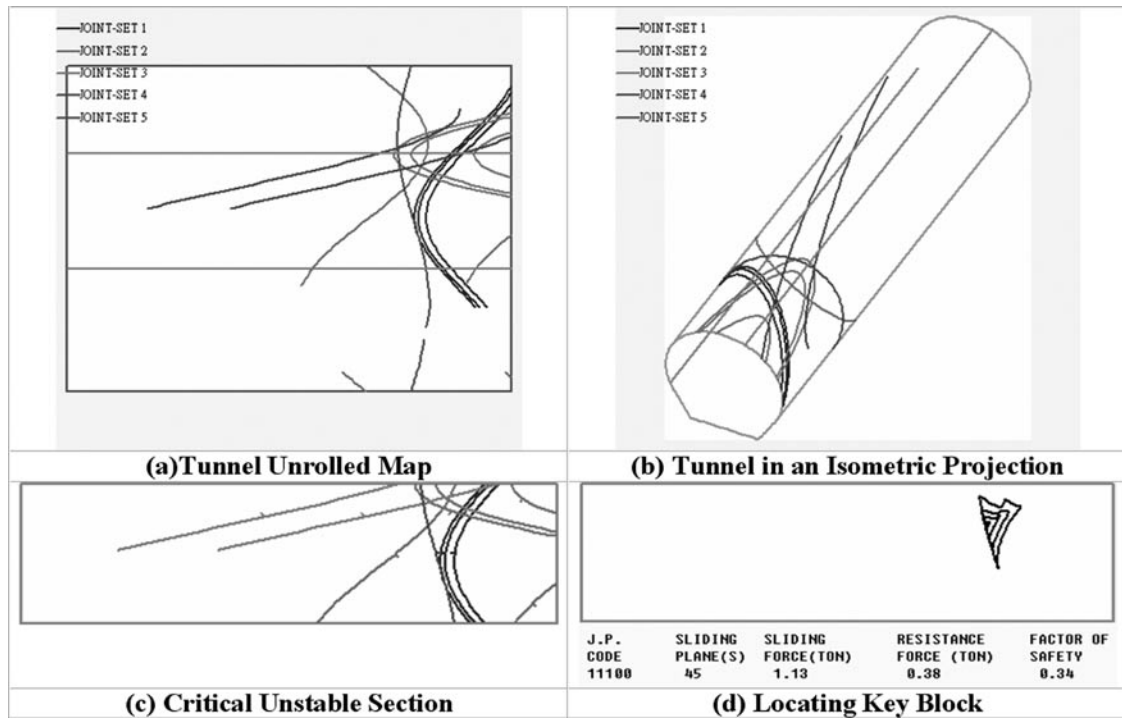 JOINT-SET 1
JOINT-SET 2
JOINT-SET 3
JOINT-SET 4
JOINT-SET 5
(a)Tunnel Unrolled Map
JOINT-SET 1
JOINT-SET 2
JOINT-SET 3
JOINT-SET 4
JOINT-SET 5
(b) Tunnel in an Isometric Projection
(c) Critical Unstable Section
J.P. SLIDING SLIDING RESISTANCE FACTOR OF
CODE PLANE(S) FORCE(TON) FORCE (TON) SAFETY
11100 45 1.13 0.38 0.34
(d) Locating Key Block